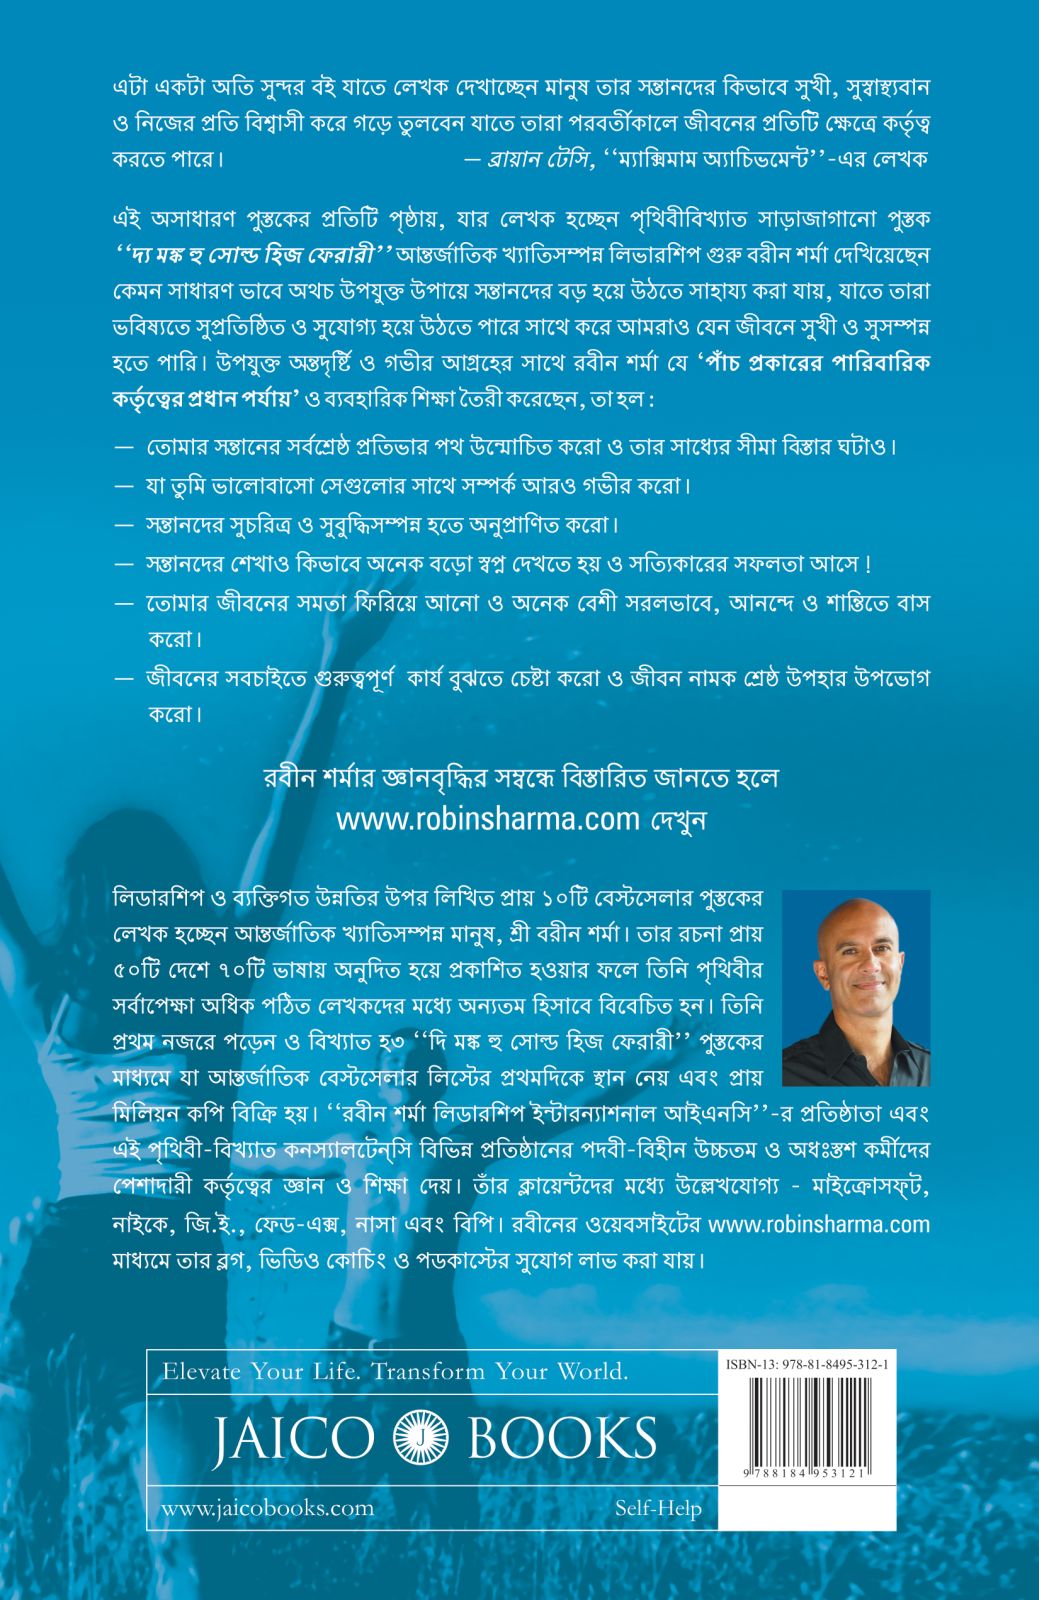 এটা একটা অতি সুন্দর বই যাতে লেখক দেখাচ্ছেন মানুষ তার সন্তানদের কিভাবে সুখী, সুস্বাস্থ্যবান
ও নিজের প্রতি বিশ্বাসী করে গড়ে তুলবেন যাতে তারা পরবর্তীকালে জীবনের প্রতিটি ক্ষেত্রে কর্তৃত্ব
করতে পারে। — ব্রায়ান টেসি, ‘‘ম্যাক্সিমাম অ্যাচিভমেন্ট’’-এর লেখক
এই অসাধারণ পুস্তকের প্রতিটি পৃষ্ঠায়, যার লেখক হচ্ছেন পৃথিবীবিখ্যাত সাড়াজাগানো পুস্তক
‘‘দ্য মঙ্ক হু সোল্ড হিজ ফেরারী’’ আন্তর্জাতিক খ্যাতিসম্পন্ন লিভারশিপ গুরু বরীন শর্মা দেখিয়েছেন
কেমন সাধারণ ভাবে অথচ উপযুক্ত উপায়ে সন্তানদের বড় হয়ে উঠতে সাহায্য করা যায়, যাতে তারা
ভবিষ্যতে সুপ্রতিষ্ঠিত ও সুযোগ্য হয়ে উঠতে পারে সাথে করে আমরাও যেন জীবনে সুখী ও সুসম্পন্ন
হতে পারি। উপযুক্ত অন্তদৃর্ষ্টি ও গভীর আগ্রহের সাথে রবীন শর্মা যে ‘পাঁচ প্রকারের পারিবারিক
কর্তৃত্বের প্রধান পর্যায়’ ও ব্যবহারিক শিক্ষা তৈরী করেছেন, তা হল :
— তোমার সন্তানের সর্বশ্রেষ্ঠ প্রতিভার পথ উন্মোচিত করো ও তার সাধ্যের সীমা বিস্তার ঘটাও।
— যা তুমি ভালোবাসো সেগুলোর সাথে সম্পর্ক আরও গভীর করো।
— সন্তানদের সুচরিত্র ও সুবুদ্ধিসম্পন্ন হতে অনুপ্রাণিত করো।
— সন্তানদের শেখাও কিভাবে অনেক বড়ো স্বপ্ন দেখতে হয় ও সত্যিকারের সফলতা আসে !
— তোমার জীবনের সমতা ফিরিয়ে আনো ও অনেক বেশী সরলভাবে, আনন্দে ও শান্তিতে বাস
করো।
— জীবনের সবচাইতে গুরুত্বপূর্ণ কার্য বুঝতে চেষ্টা করো ও জীবন নামক শ্রেষ্ঠ উপহার উপভোগ
করো।
রবীন শর্মার জ্ঞানবৃদ্ধির সম্বন্ধে বিস্তারিত জানতে হলে
www.robinsharma.com দেখুন
লিডারশিপ ও ব্যক্তিগত উন্নতির উপর লিখিত প্রায় ১০টি বেস্টসেলার পুস্তকের
লেখক হচ্ছেন আন্তর্জাতিক খ্যাতিসম্পন্ন মানুষ, শ্রী বরীন শর্মা। তার রচনা প্রায়
৫০টি দেশে ৭০টি ভাষায় অনুদিত হয়ে প্রকাশিত হওয়ার ফলে তিনি পৃথিবীর
সর্বাপেক্ষা অধিক পঠিত লেখকদের মধ্যে অন্যতম হিসাবে বিবেচিত হন। তিনি
প্রথম নজরে পড়েন ও বিখ্যাত হ৩ ‘‘দি মঙ্ক হু সোল্ড হিজ ফেরারী’’ পুস্তকের
মাধ্যমে যা আন্তর্জাতিক বেস্টসেলার লিস্টের প্রথমদিকে স্থান নেয় এবং প্রায়
মিলিয়ন কপি বিক্রি হয়। ‘‘রবীন শর্মা লিডারশিপ ইন্টারন্যাশনাল আইএনসি’’-র প্রতিষ্ঠাতা এবং
এই পৃথিবী-বিখ্যাত কনস্যালটেন্‌সি বিভিন্ন প্রতিষ্ঠানের পদবী-বিহীন উচ্চতম ও অধঃস্তশ কর্মীদের
পেশাদারী কর্তৃত্বের জ্ঞান ও শিক্ষা দেয়। তাঁর ক্লায়েন্টদের মধ্যে উল্লেখযোগ্য - মাইক্রোসফ্‌ট,
নাইকে, জি.ই., ফেড-এক্স, নাসা এবং বিপি। রবীনের ওয়েবসাইটের www.robinsharma.com
মাধ্যমে তার ব্লগ, ভিডিও কোচিং ও পডকাস্টের সুযোগ লাভ করা যায়।
Elevate Your Life. Transform Your World.
ISBN-13: 978-81-8495-312-1
JAICO J BOOKS
9 788184 953121
www.jaicobooks.com Self-Help